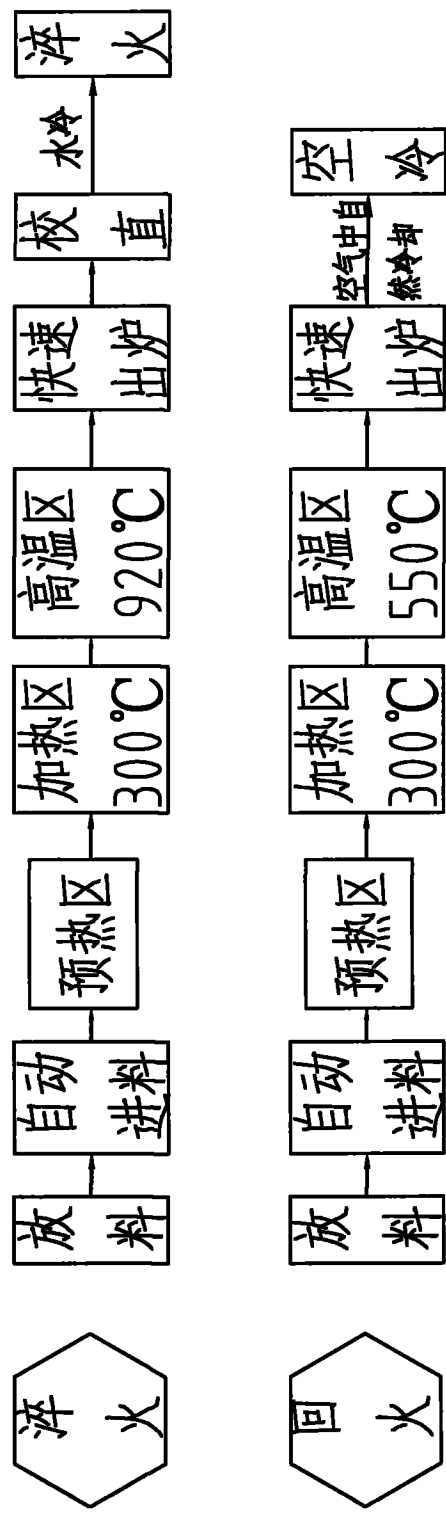 淬火
放料
自动
进料
预热区
加热区
300℃
高温区
920℃
快速
出炉
校直
水冷
淬火
回火
放料
自动
进料
预热区
加热区
300℃
高温区
550℃
快速
出炉
空气中自
然冷却
空冷